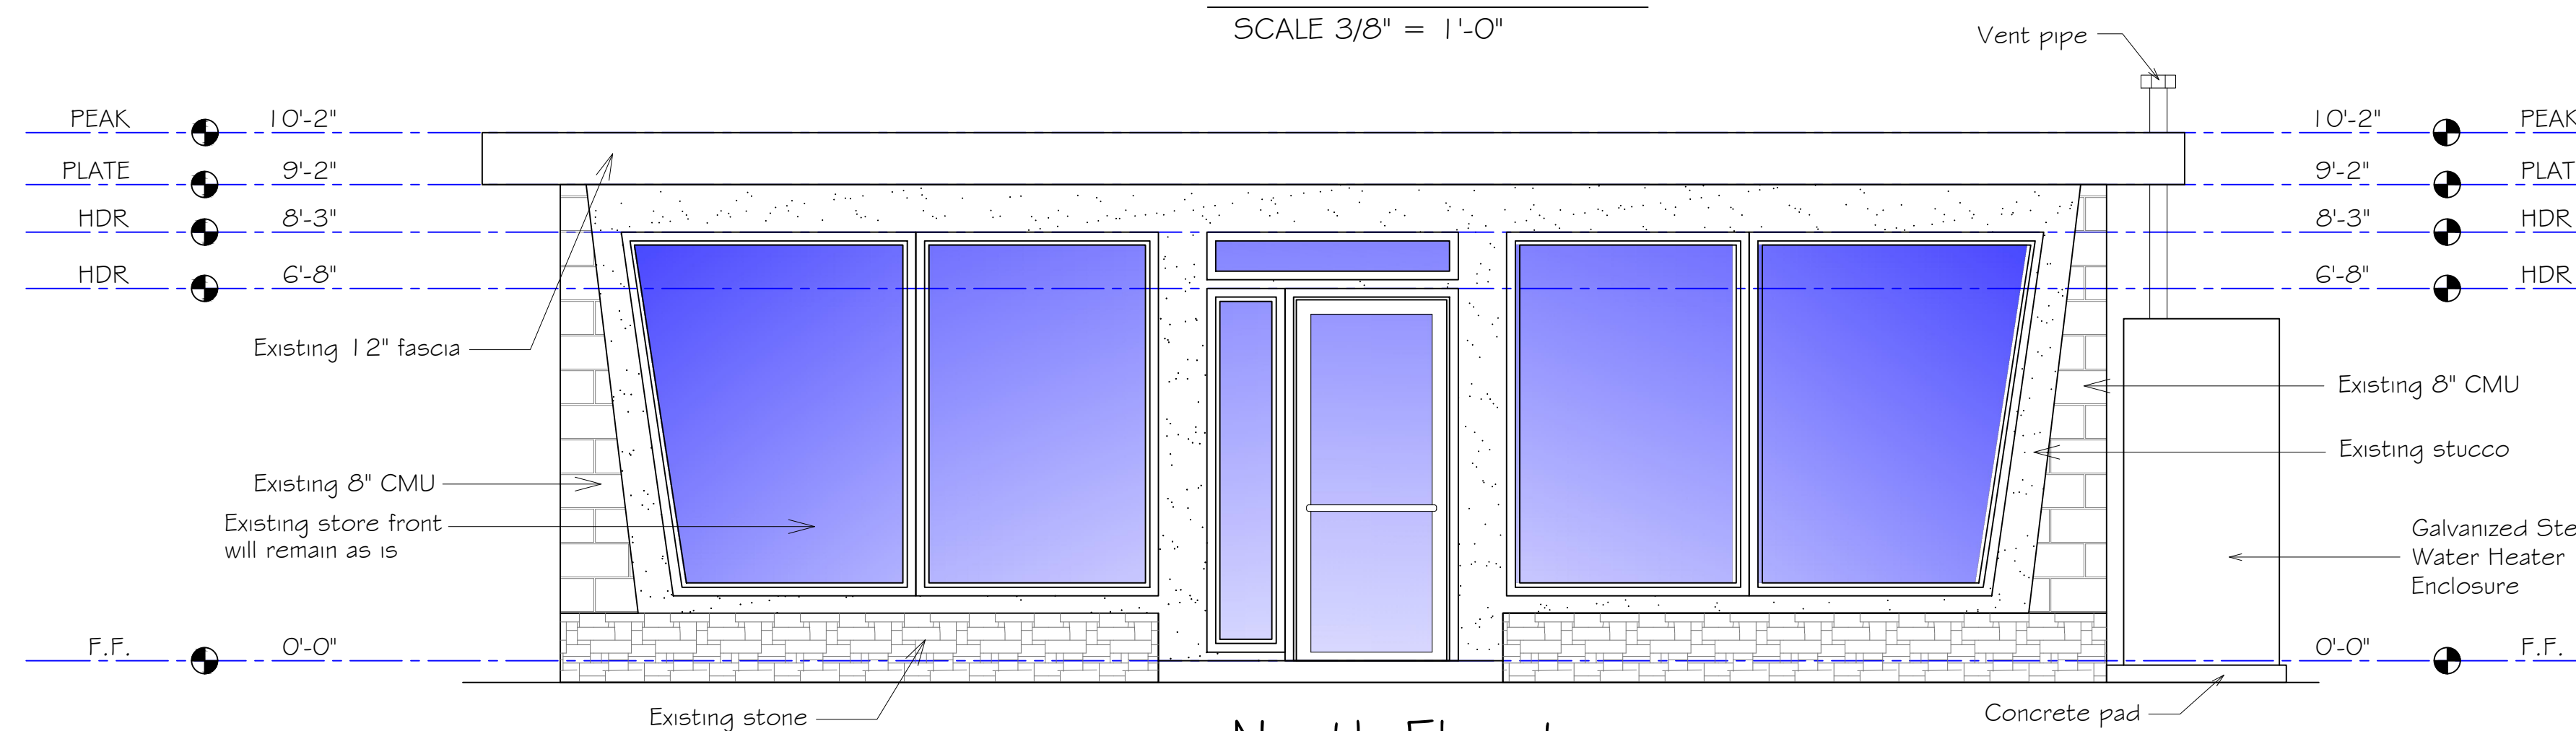 SCALE 3/8" = 1'-0"
Vent pipe
PEAK 10'-2"
10'-2" PEAK
PLATE 9'-2"
9'-2"
HDR 8'-3"
8'-3" HDR
HDR 6'-8"
6'-8" HDR
Existing 12" fascia
Existing 8" CMU
Existing stucco
Existing 8" CMU
Existing store front
will remain as is
Galvanized
Water Heater
Enclosure
F.F. 0'-0"
0'-0" F.F.
Existing stone
Concrete pad